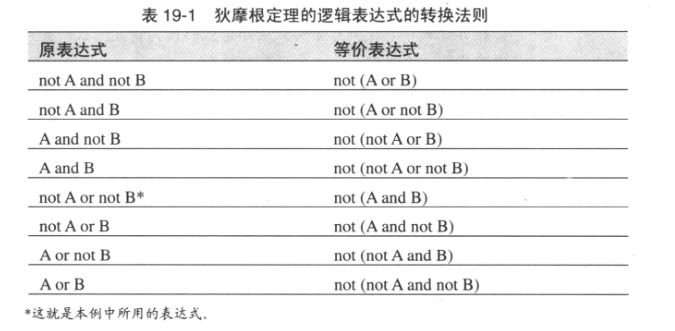 表 19-1 狄摩根定理的逻辑表达式的转换法则
原表达式 等价表达式
not A and not B not (A or B)
not A and B not (A or not B)
A and not B not (not A or B)
A and B not (not A or not B)
not A or not B* not (A and B)
not A or B not (A and not B)
A or not B not (not A and B)
A or B not (not A and not B)
*这就是本例中所用的表达式。